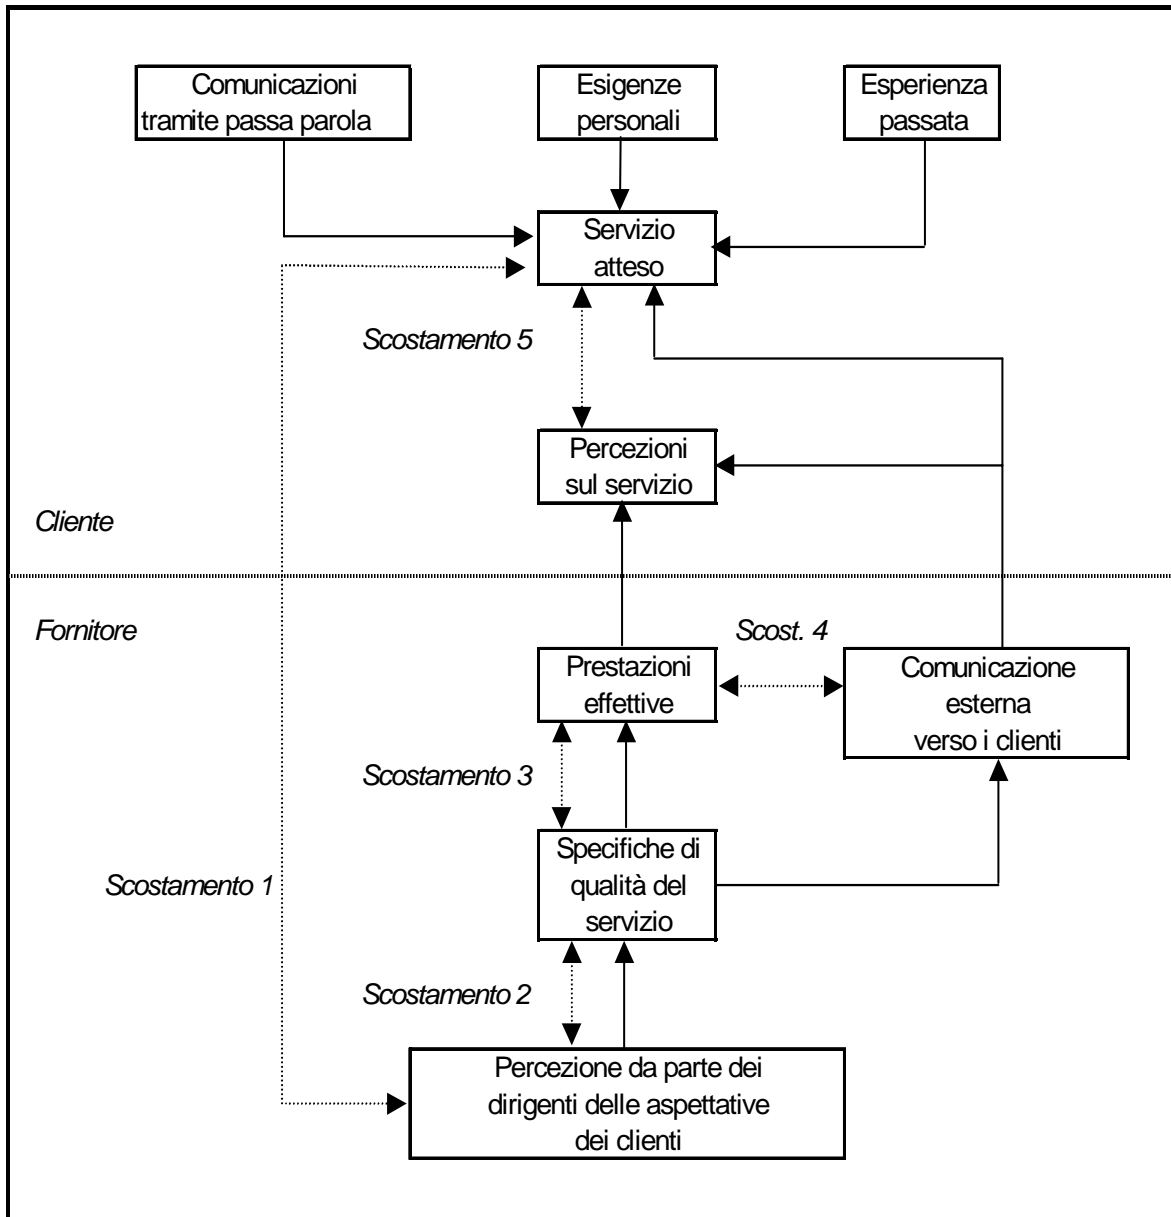 Comunicazioni
tramite passa parola
Esigenze
personali
Esperienza
passata
Servizio
atteso
Scostamento 5
Percezioni
sul servizio
Cliente
Fornitore
Scost. 4
Prestazioni
effettive
Comunicazione
esterna
verso i clienti
Scostamento 3
Specifiche di
qualità del
servizio
Scostamento 1
Scostamento 2
Percezione da parte dei
dirigenti delle aspettative
dei clienti